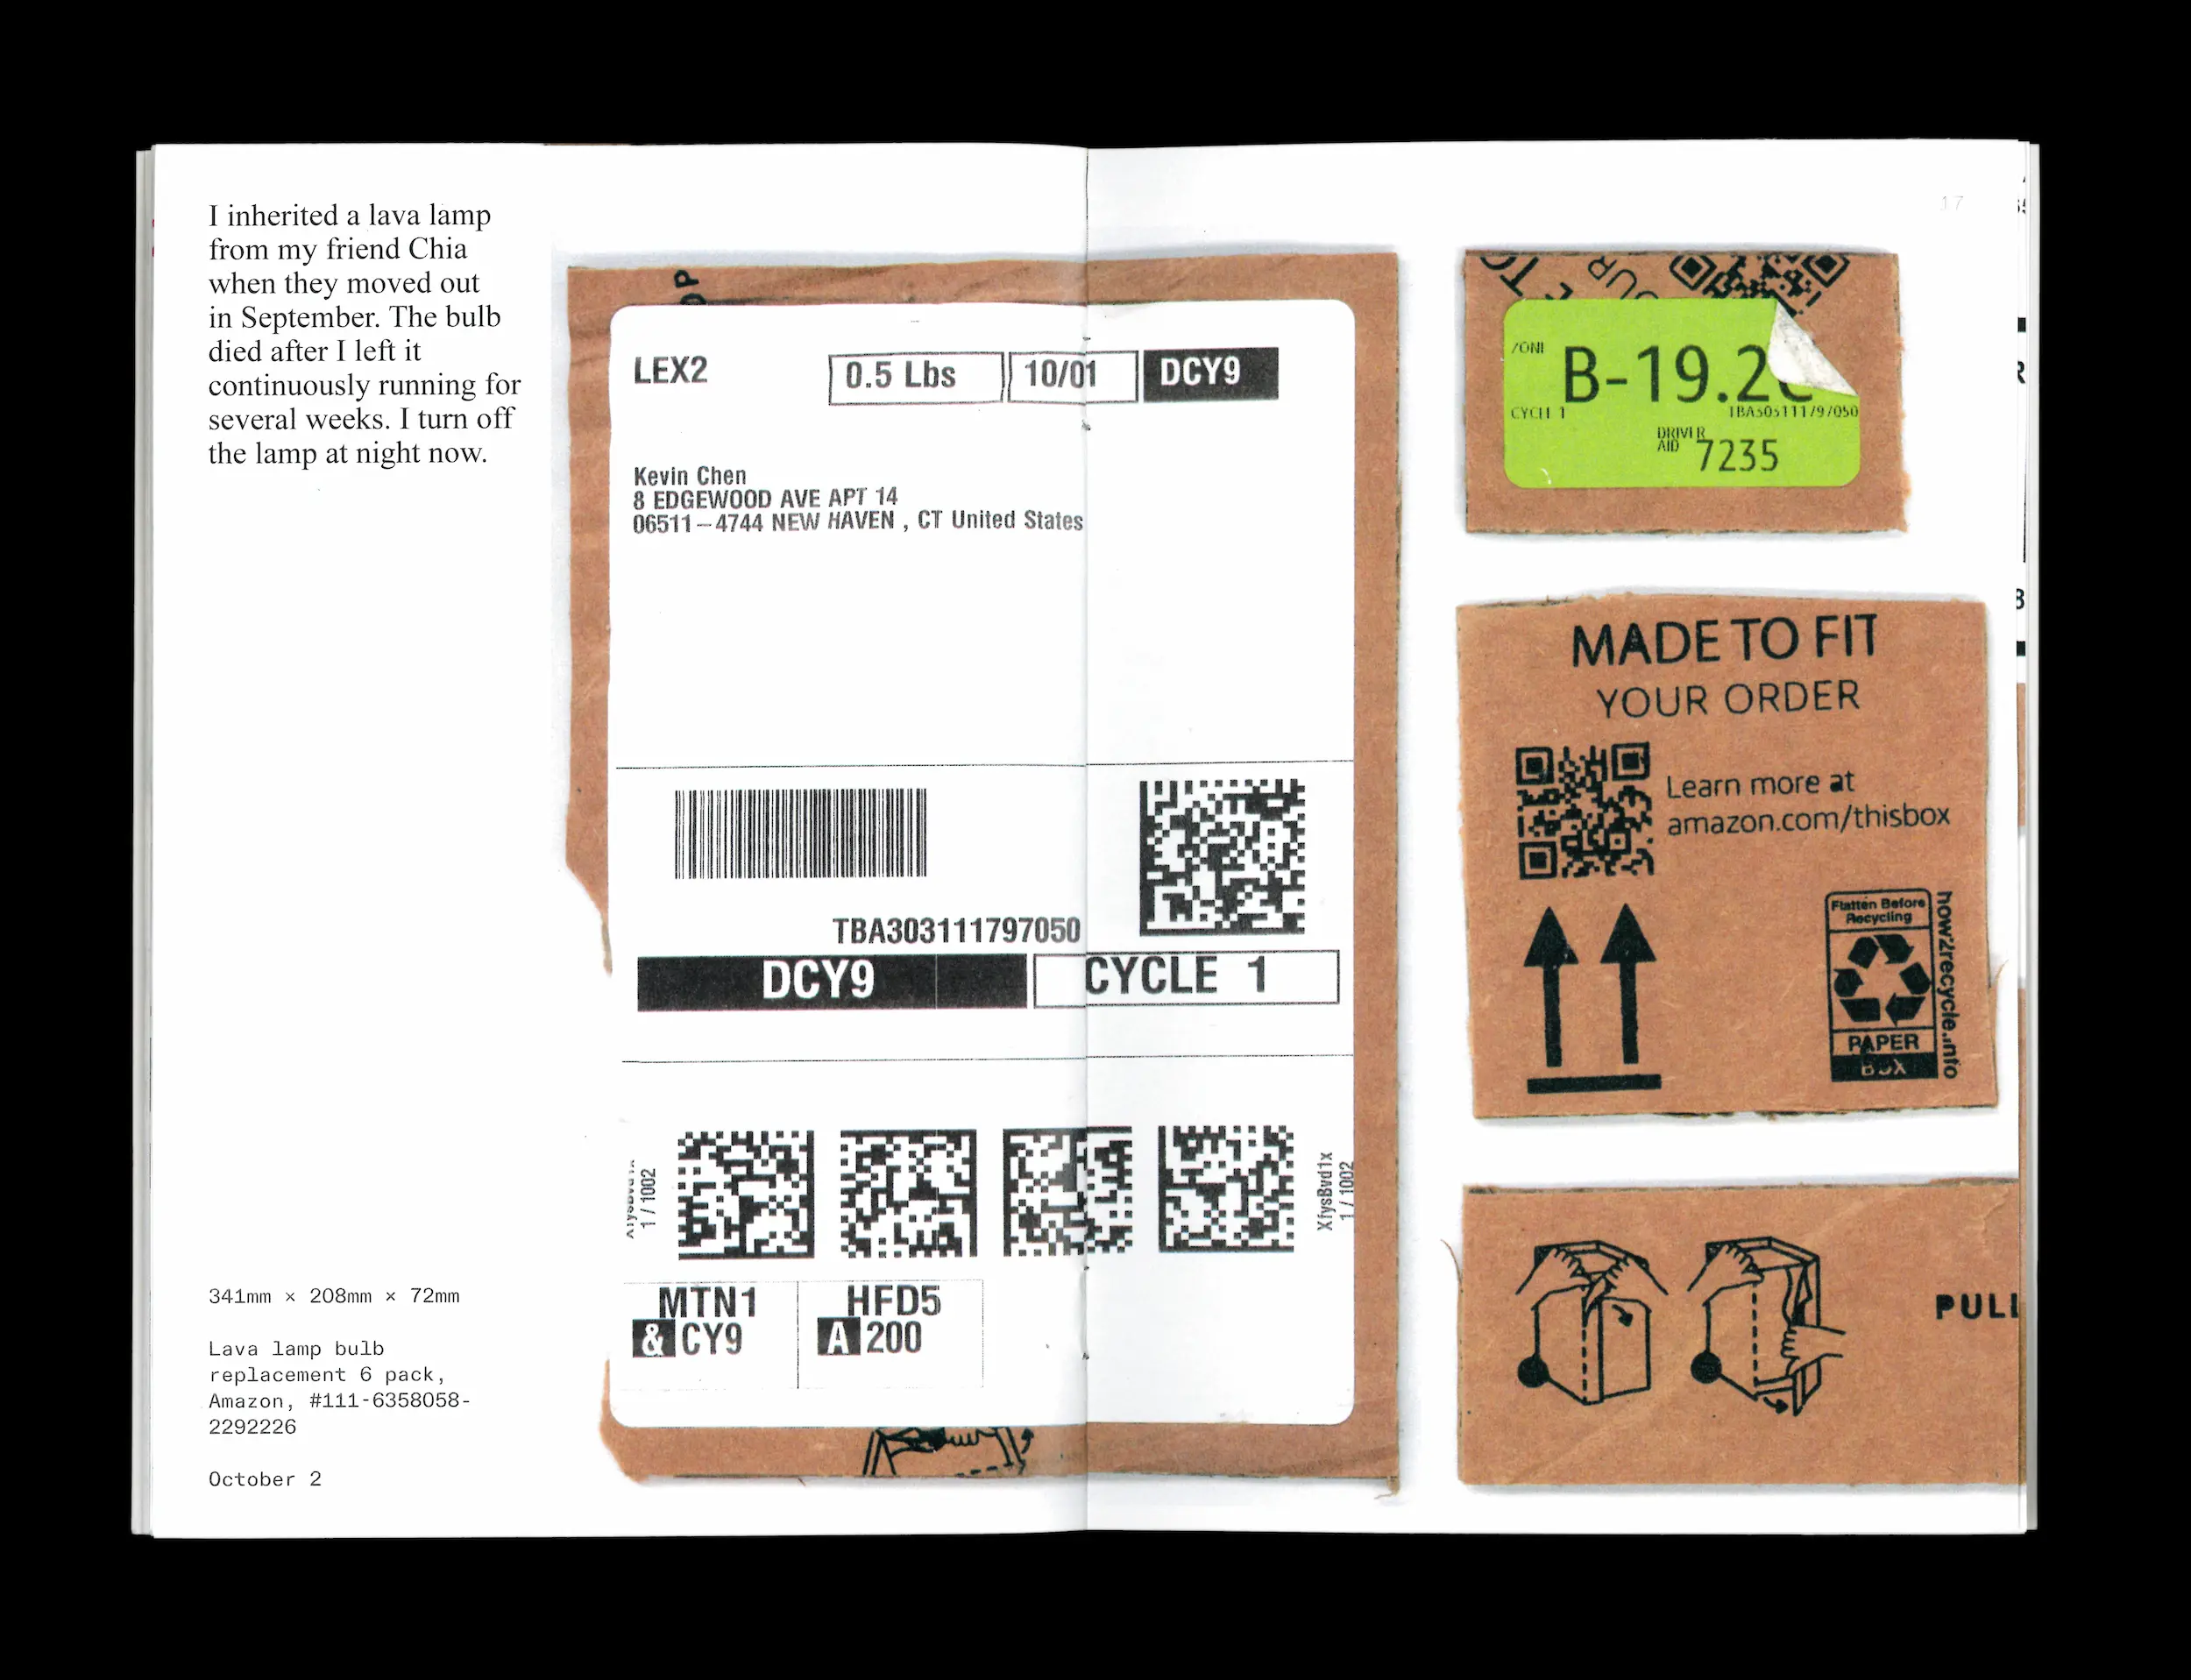 I inherited a lava lamp
from my friend Chia
when they moved out
in September. The bulb
died after I left it
continuously running for
several weeks. I turn off
the lamp at night now.
341mm × 208mm × 72mm
Lava lamp bulb
replacement 6 pack,
Amazon, #111-6358058-
2292226
October 2
LEX2
0.5 Lbs
10/01
DCY9
Kevin Chen
8 EDGEWOOD AVE APT 14
06511-4744 NEW HAVEN , CT United States
TBA303111797050
DCY9
CYCLE 1
1 / 1002
XfysBvd1x
1 / 1002
MTN1
& CY9
HFD5
A 200
17
B-19.2
CYCLE 1
TBA303111797050
DRIVER
AID
7235
MADE TO FIT
YOUR ORDER
Learn more at
amazon.com/thisbox
Flatten Before
Recycling
PAPER
BOX
how2recycle.info
PULL